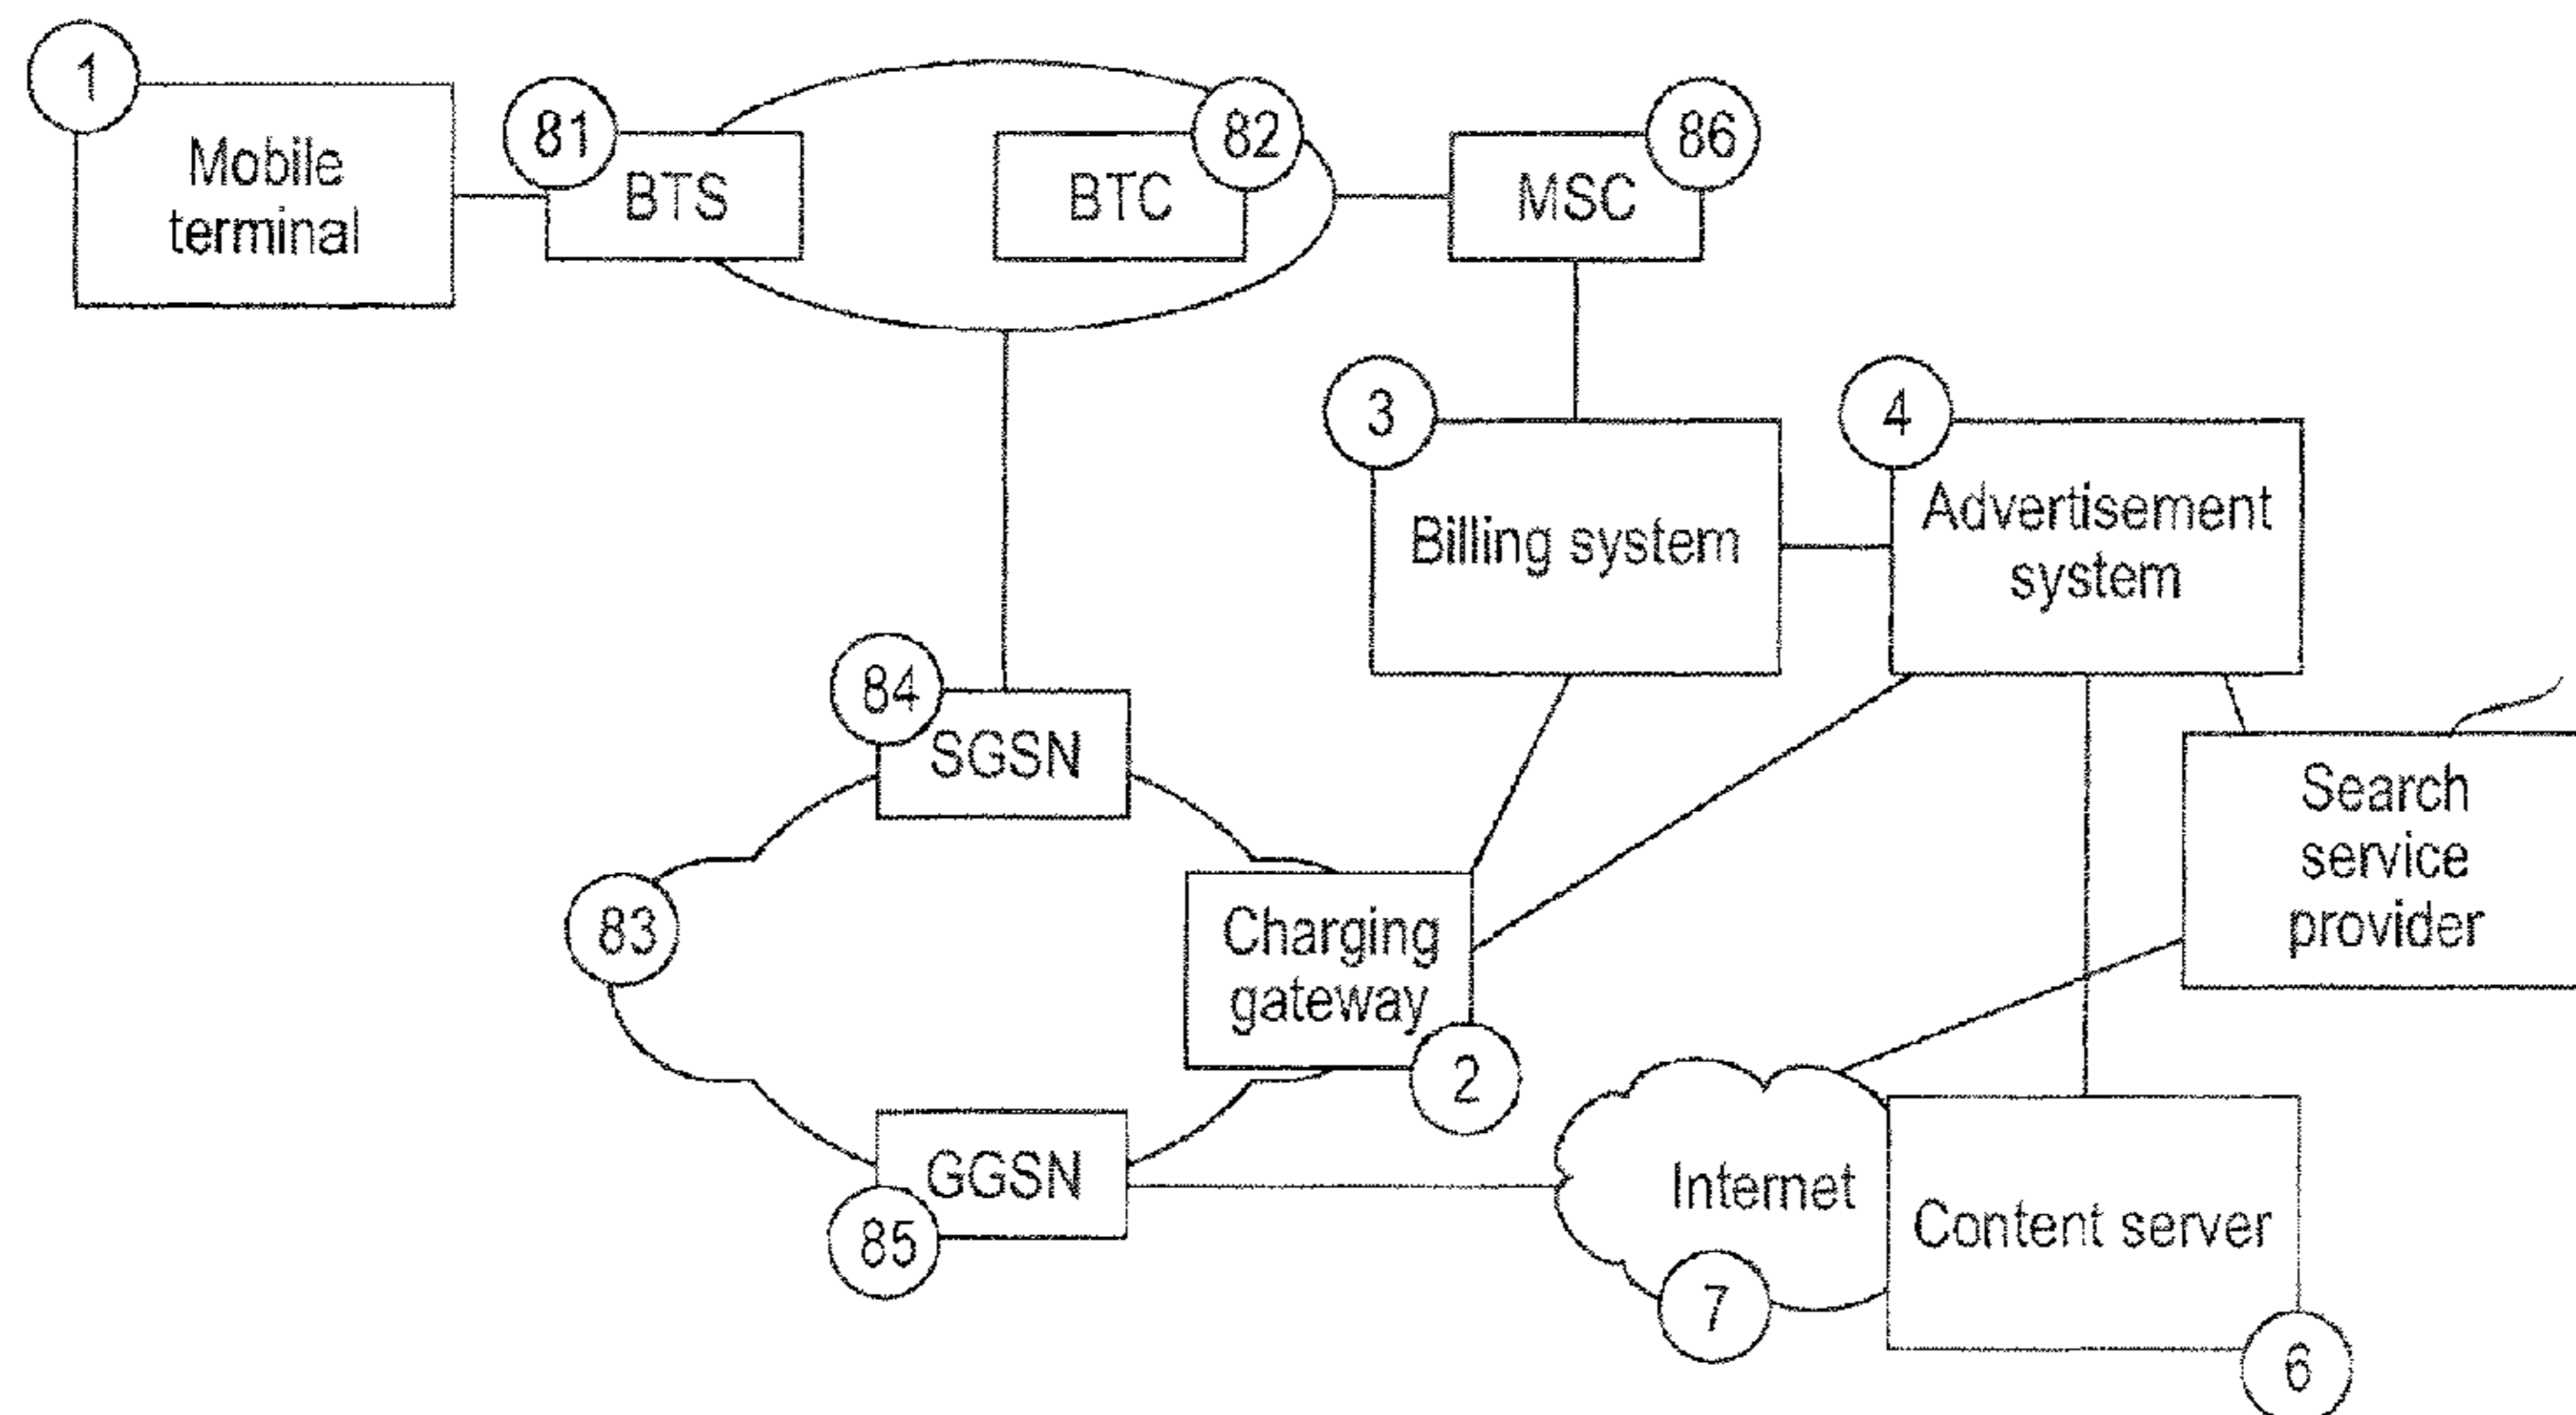 1
Mobile
terminal
81
BTS
82
BTC
86
MSC
3
Billing system
4
Advertisement
system
84
SGSN
Search
service
provider
83
Charging
gateway
2
GGSN
85
Internet
7
Content server
6